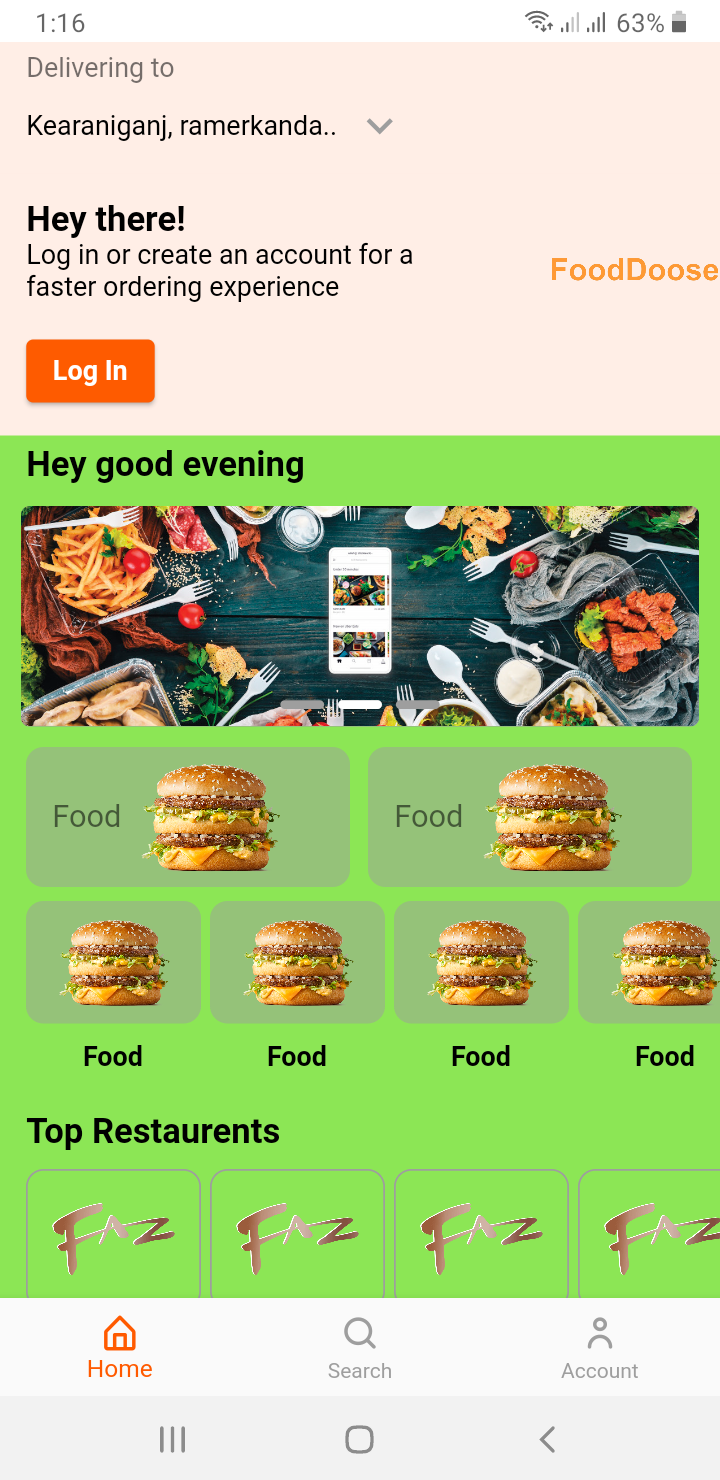 1:16
63%
Delivering to
Kearaniganj, ramerkanda..
Hey there!
Log in or create an account for a
faster ordering experience
FoodDoose
Log In
Hey good evening
Food
Food
Food
Food
Food
Food
Top Restaurents
FAZ
FAZ
FAZ
FAZ
Home
Search
Account